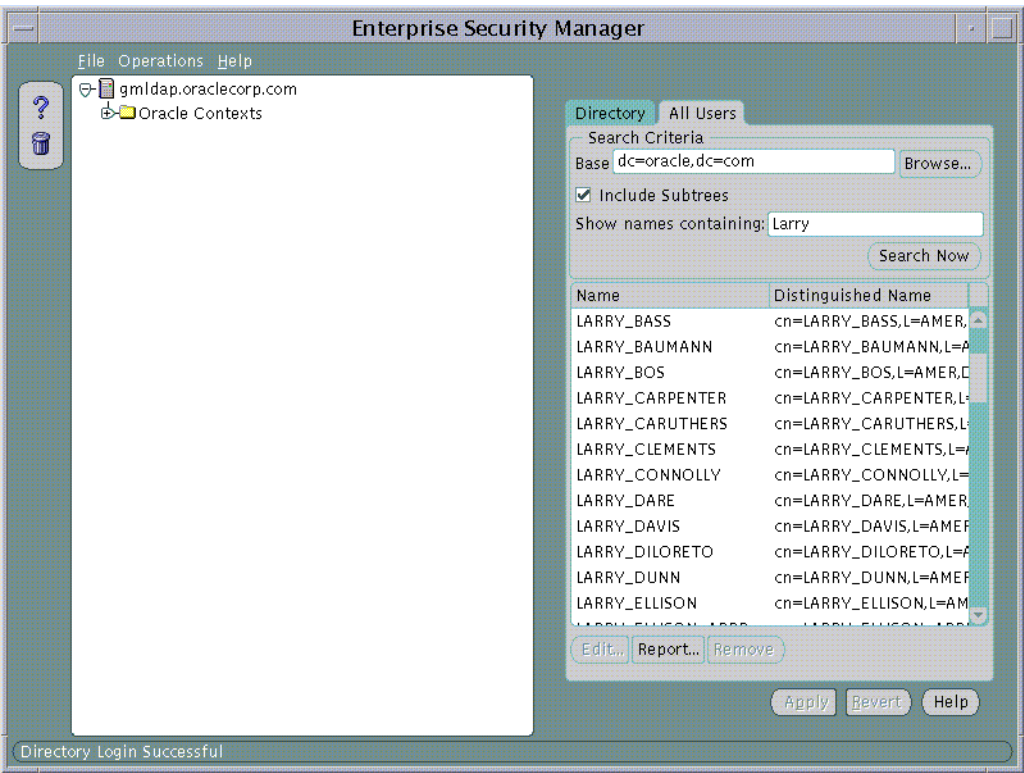 Enterprise Security Manager
File Operations Help
gmldap.oraclecorp.com
Oracle Contexts
Directory All Users
Search Criteria
Base dc=oracle,dc=com Browse...
Include Subtrees
Show names containing: Larry
Search Now
Name Distinguished Name
LARRY_BASS cn=LARRY_BASS,L=AMER,
LARRY_BAUMANN cn=LARRY_BAUMANN,L=A
LARRY_BOS cn=LARRY_BOS,L=AMER,D
LARRY_CARPENTER cn=LARRY_CARPENTER,L=
LARRY_CARUTHERS cn=LARRY_CARUTHERS,L=
LARRY_CLEMENTS cn=LARRY_CLEMENTS,L=A
LARRY_CONNOLLY cn=LARRY_CONNOLLY,L=
LARRY_DARE cn=LARRY_DARE,L=AMER,
LARRY_DAVIS cn=LARRY_DAVIS,L=AMER
LARRY_DILORETO cn=LARRY_DILORETO,L=A
LARRY_DUNN cn=LARRY_DUNN,L=AMER
LARRY_ELLISON cn=LARRY_ELLISON,L=AM
Edit... Report... Remove
Apply Revert Help
Directory Login Successful